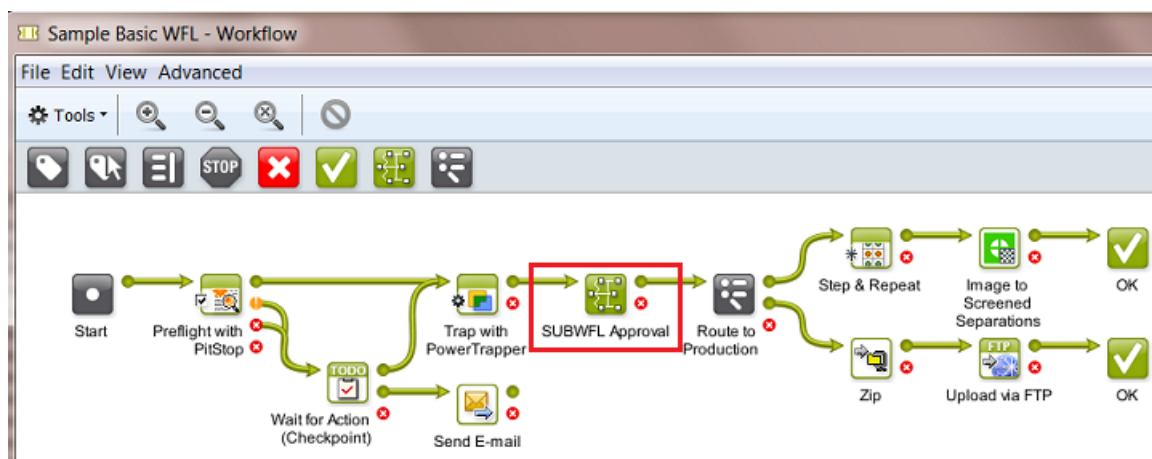 Sample Basic WFL - Workflow
File Edit View Advanced
Tools
STOP
Start
Preflight with
PitStop
TODO
Wait for Action
(Checkpoint)
Trap with
PowerTrapper
Send E-mail
SUBWFL Approval
Route to
Production
Step & Repeat
Image to
Screened
Separations
OK
Zip
FTP
Upload via FTP
OK